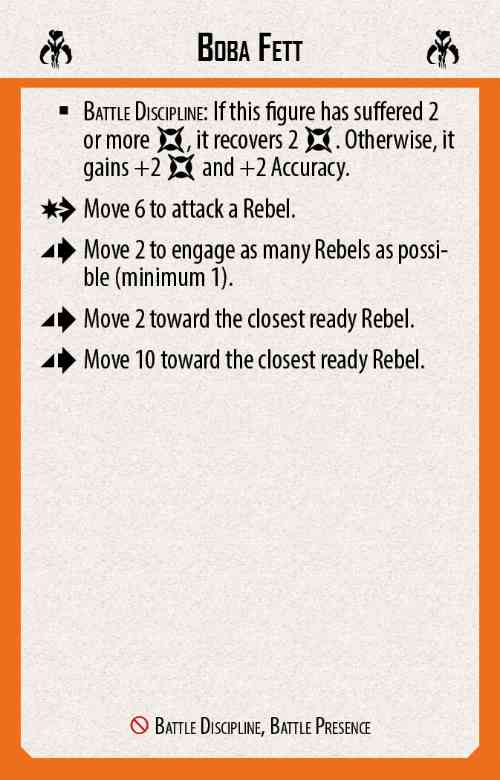 Boba Fett
▪ Battle Discipline: If this figure has suffered 2
or more , it recovers 2 . Otherwise, it
gains +2 and +2 Accuracy.
Move 6 to attack a Rebel.
Move 2 to engage as many Rebels as possi-
ble (minimum 1).
Move 2 toward the closest ready Rebel.
Move 10 toward the closest ready Rebel.
Battle Discipline, Battle Presence